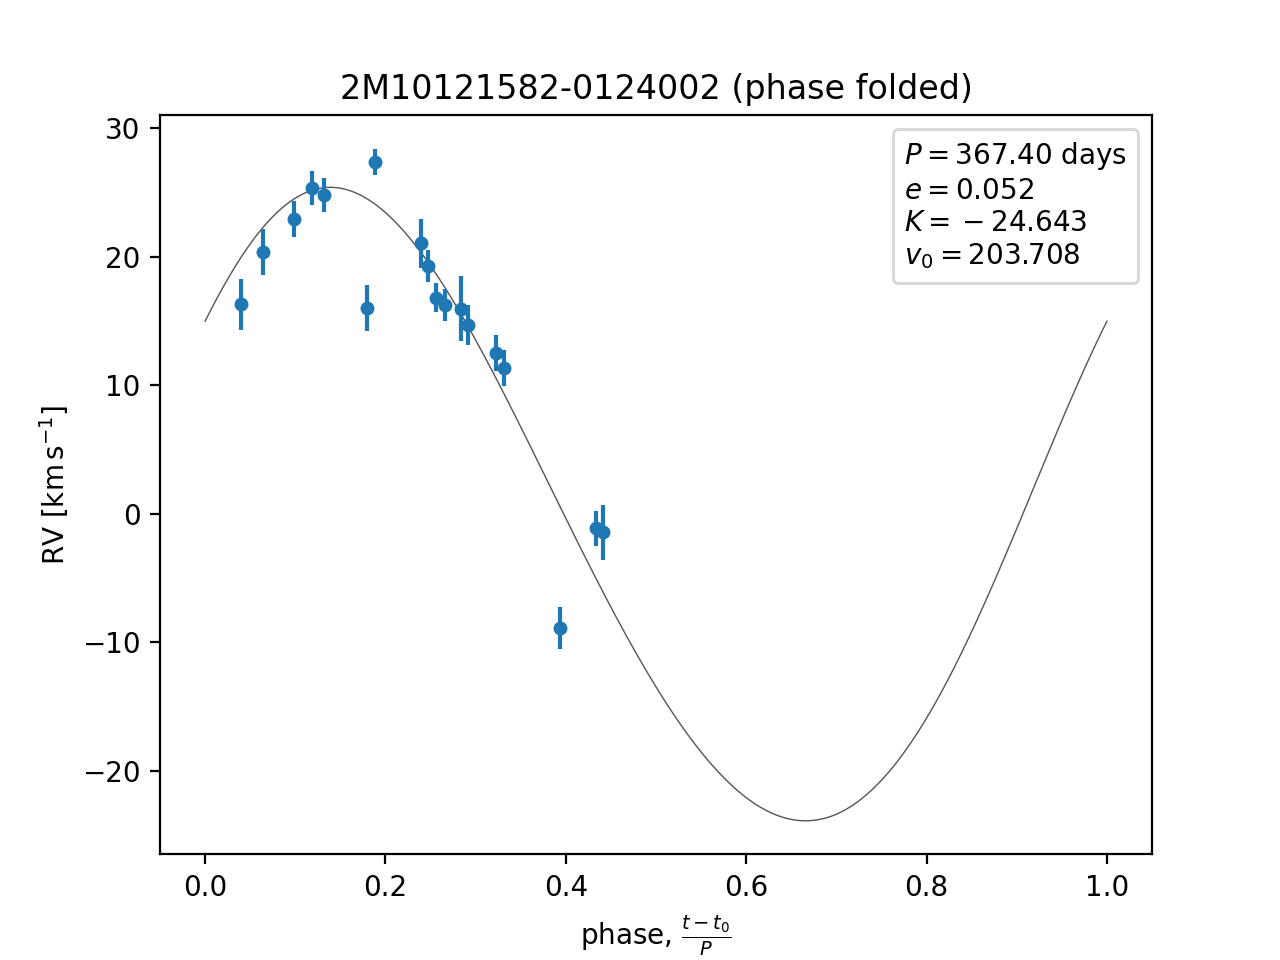 2M10121582-0124002 (phase folded)
P = 367.40 days
e = 0.052
K = − 24.643
v₀ = 203.708
30
20
10
0
−10
−20
RV [km s⁻¹]
0.0 0.2 0.4 0.6 0.8 1.0
phase, (t − t₀)/P